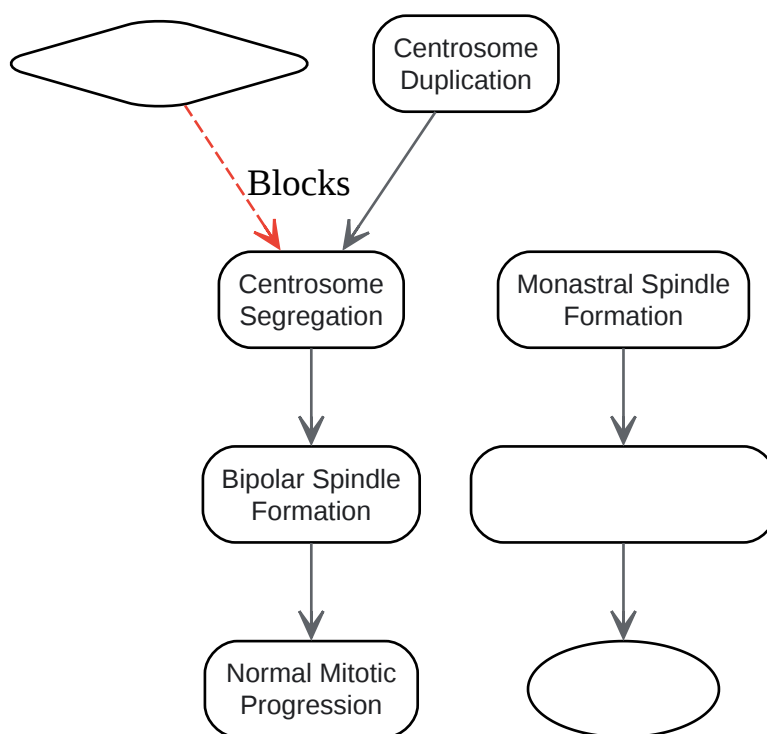 Centrosome
Duplication
Blocks
Centrosome
Segregation
Monastral Spindle
Formation
Bipolar Spindle
Formation
Normal Mitotic
Progression